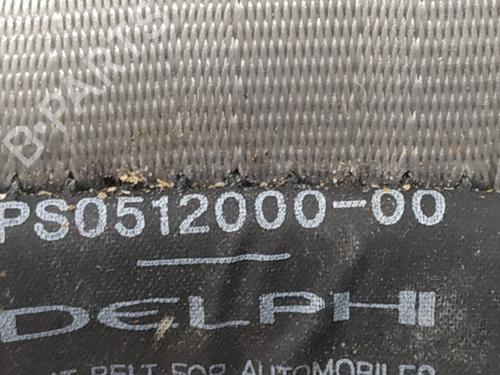 B-PARTS
PS0512000-00
DELPHI
BELT FOR AUTOMOBILES